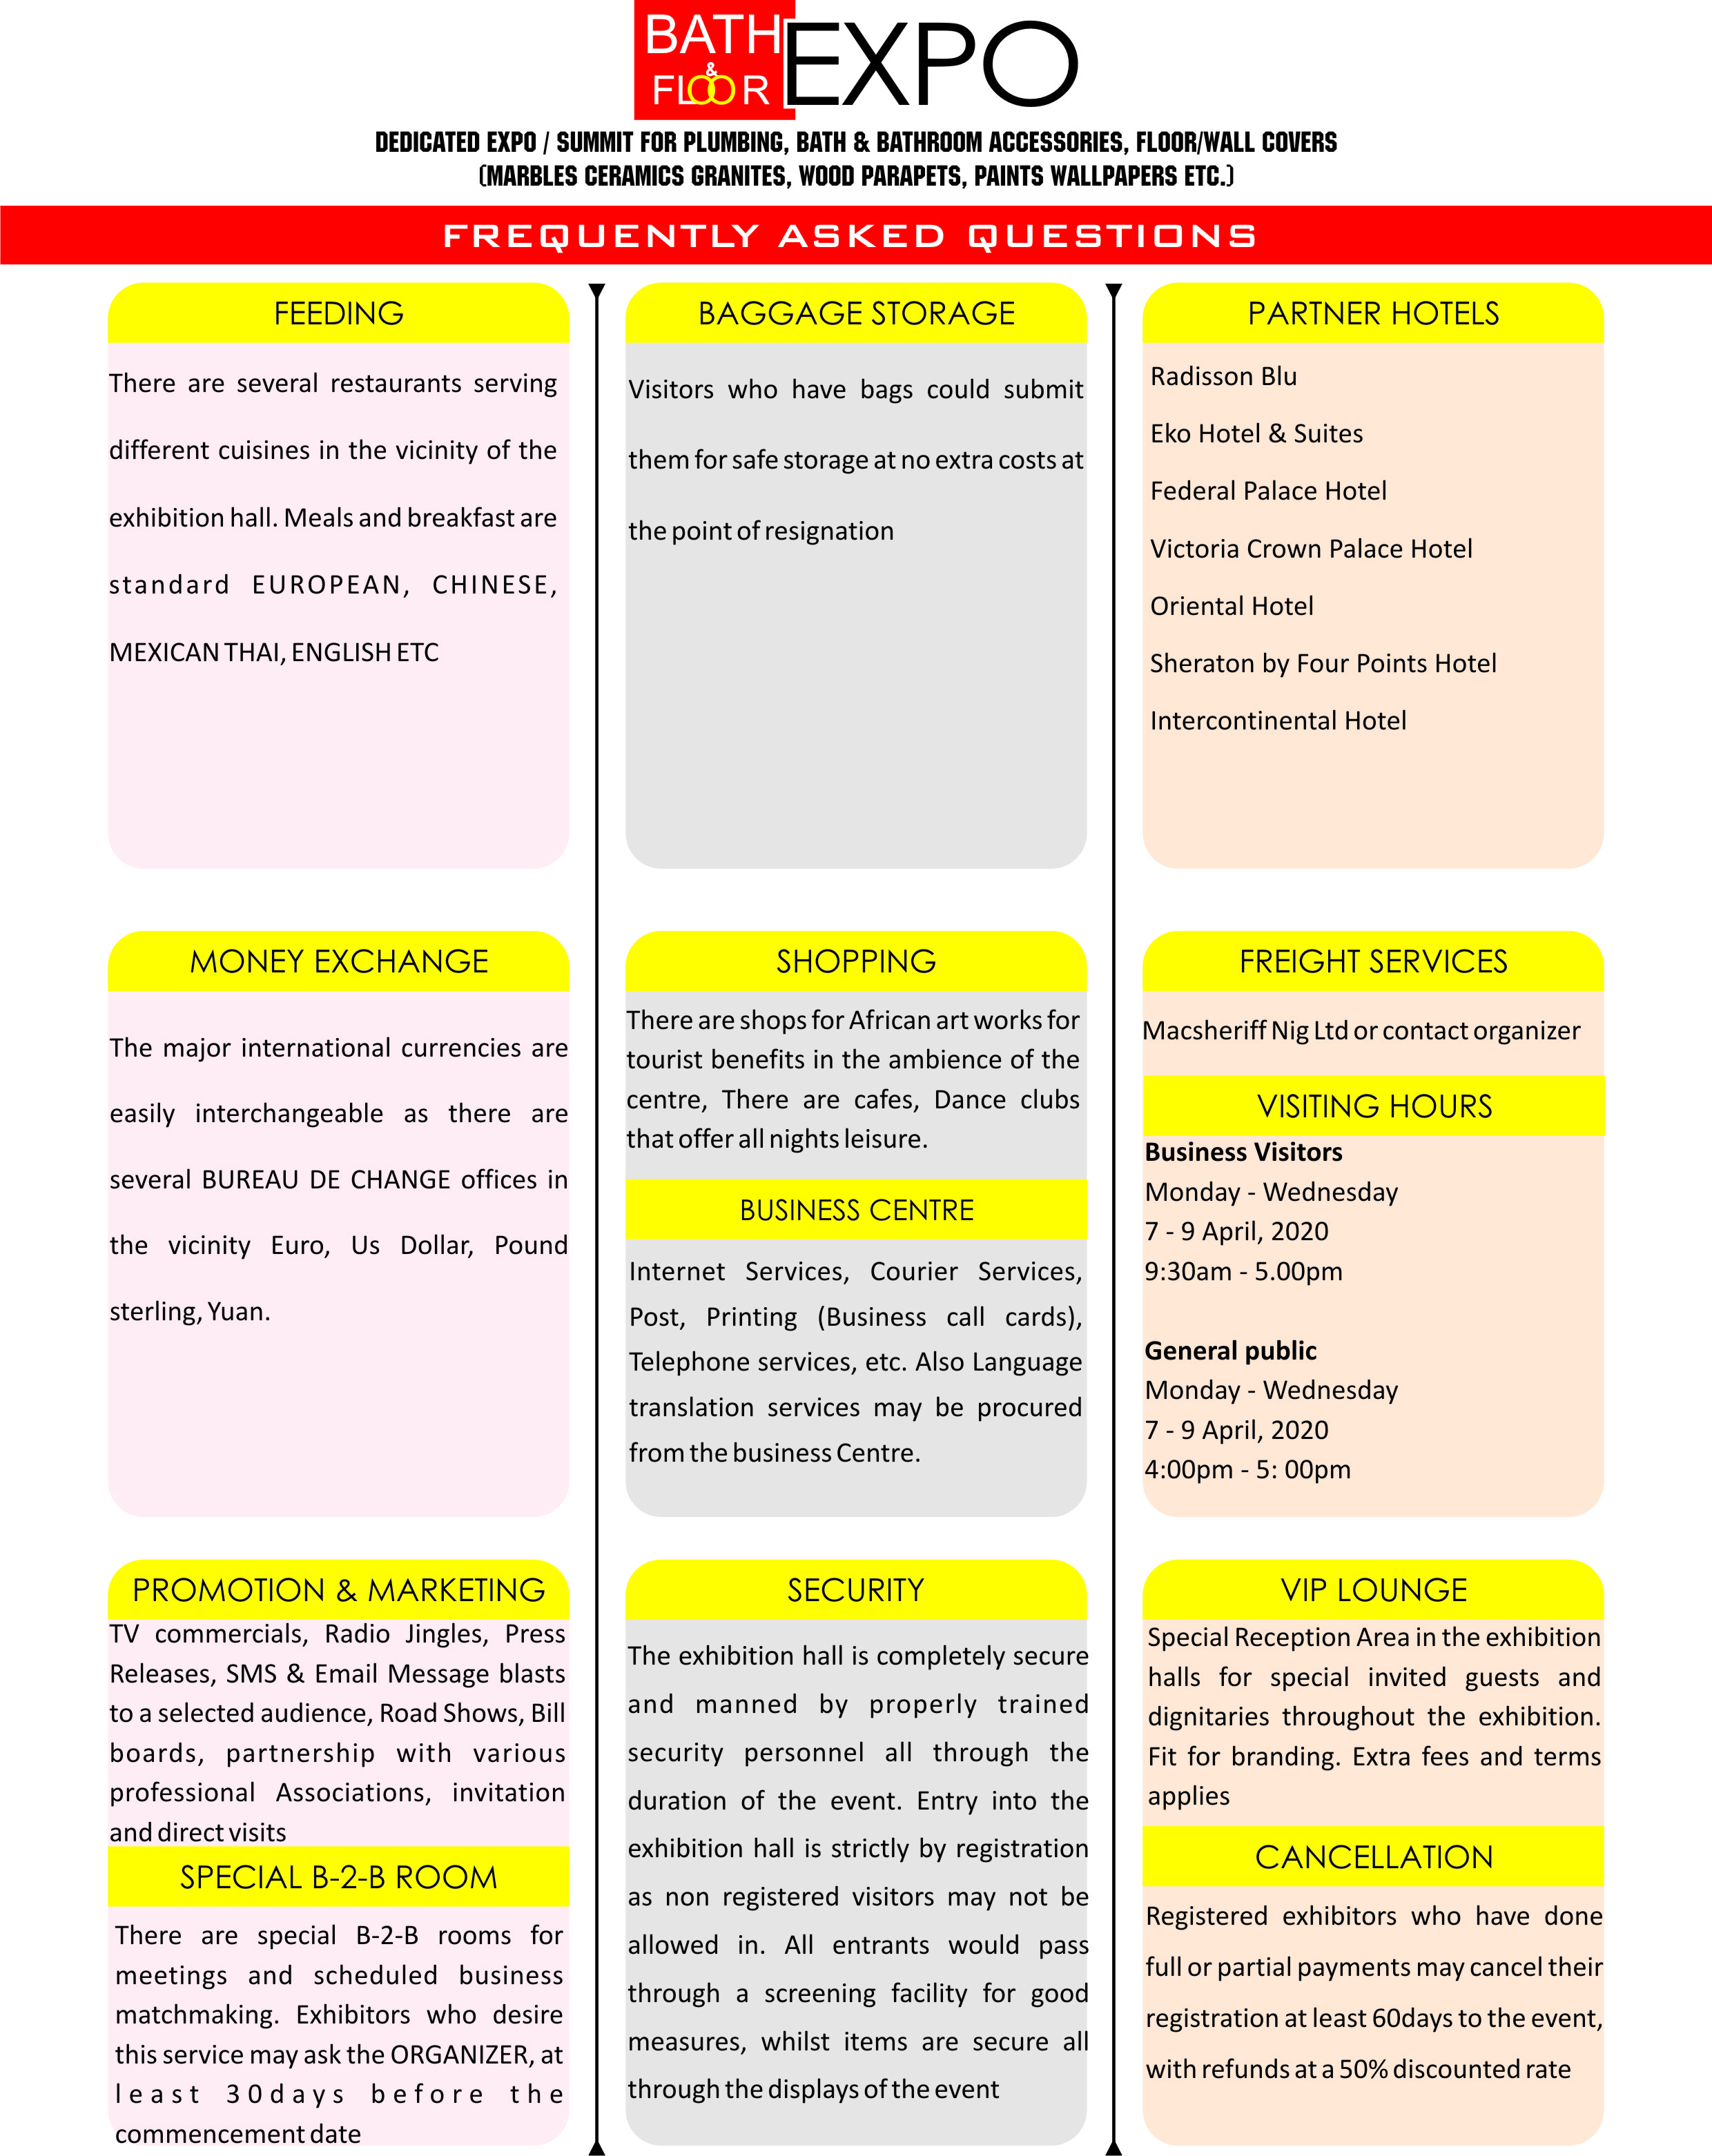 BATH
&
FLOOR
EXPO
DEDICATED EXPO / SUMMIT FOR PLUMBING, BATH & BATHROOM ACCESSORIES, FLOOR/WALL COVERS
(MARBLES CERAMICS GRANITES, WOOD PARAPETS, PAINTS WALLPAPERS ETC.)
FREQUENTLY ASKED QUESTIONS
FEEDING
There are several restaurants serving
different cuisines in the vicinity of the
exhibition hall. Meals and breakfast are
standard EUROPEAN, CHINESE,
MEXICAN THAI, ENGLISH ETC
BAGGAGE STORAGE
Visitors who have bags could submit
them for safe storage at no extra costs at
the point of resignation
PARTNER HOTELS
Radisson Blu
Eko Hotel & Suites
Federal Palace Hotel
Victoria Crown Palace Hotel
Oriental Hotel
Sheraton by Four Points Hotel
Intercontinental Hotel
MONEY EXCHANGE
The major international currencies are
easily interchangeable as there are
several BUREAU DE CHANGE offices in
the vicinity Euro, Us Dollar, Pound
sterling, Yuan.
SHOPPING
There are shops for African art works for
tourist benefits in the ambience of the
centre, There are cafes, Dance clubs
that offer all nights leisure.
BUSINESS CENTRE
Internet Services, Courier Services,
Post, Printing (Business call cards),
Telephone services, etc. Also Language
translation services may be procured
from the business Centre.
FREIGHT SERVICES
Macsheriff Nig Ltd or contact organizer
VISITING HOURS
Business Visitors
Monday - Wednesday
7 - 9 April, 2020
9:30am - 5.00pm
General public
Monday - Wednesday
7 - 9 April, 2020
4:00pm - 5: 00pm
PROMOTION & MARKETING
TV commercials, Radio Jingles, Press
Releases, SMS & Email Message blasts
to a selected audience, Road Shows, Bill
boards, partnership with various
professional Associations, invitation
and direct visits
SPECIAL B-2-B ROOM
There are special B-2-B rooms for
meetings and scheduled business
matchmaking. Exhibitors who desire
this service may ask the ORGANIZER, at
least 30days before the
commencement date
SECURITY
The exhibition hall is completely secure
and manned by properly trained
security personnel all through the
duration of the event. Entry into the
exhibition hall is strictly by registration
as non registered visitors may not be
allowed in. All entrants would pass
through a screening facility for good
measures, whilst items are secure all
through the displays of the event
VIP LOUNGE
Special Reception Area in the exhibition
halls for special invited guests and
dignitaries throughout the exhibition.
Fit for branding. Extra fees and terms
applies
CANCELLATION
Registered exhibitors who have done
full or partial payments may cancel their
registration at least 60days to the event,
with refunds at a 50% discounted rate